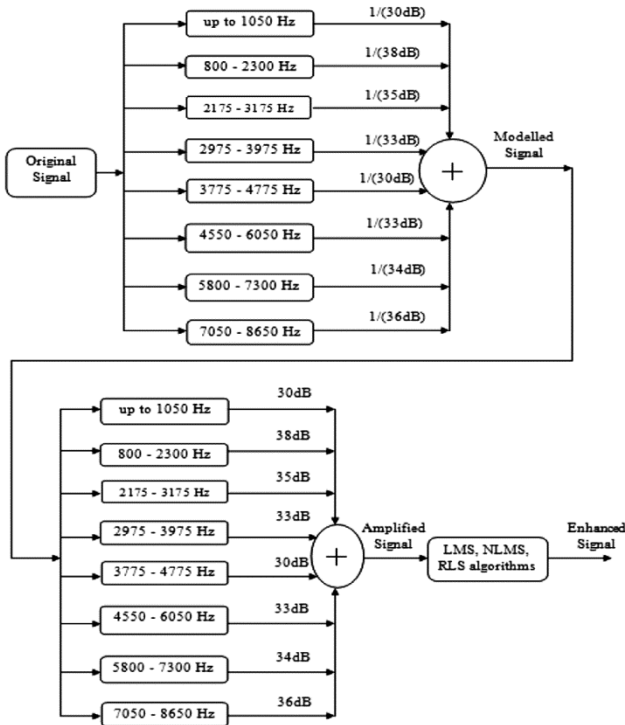 up to 1050 Hz
1/(30dB)
800 - 2300 Hz
1/(38dB)
2175 - 3175 Hz
1/(35dB)
2975 - 3975 Hz
1/(33dB)
3775 - 4775 Hz
1/(30dB)
4550 - 6050 Hz
1/(33dB)
5800 - 7300 Hz
1/(34dB)
7050 - 8650 Hz
1/(36dB)
Original
Signal
+
Modelled
Signal
up to 1050 Hz
30dB
800 - 2300 Hz
38dB
2175 - 3175 Hz
35dB
2975 - 3975 Hz
33dB
3775 - 4775 Hz
30dB
4550 - 6050 Hz
33dB
5800 - 7300 Hz
34dB
7050 - 8650 Hz
36dB
+
Amplified
Signal
LMS, NLMS,
RLS algorithms
Enhanced
Signal